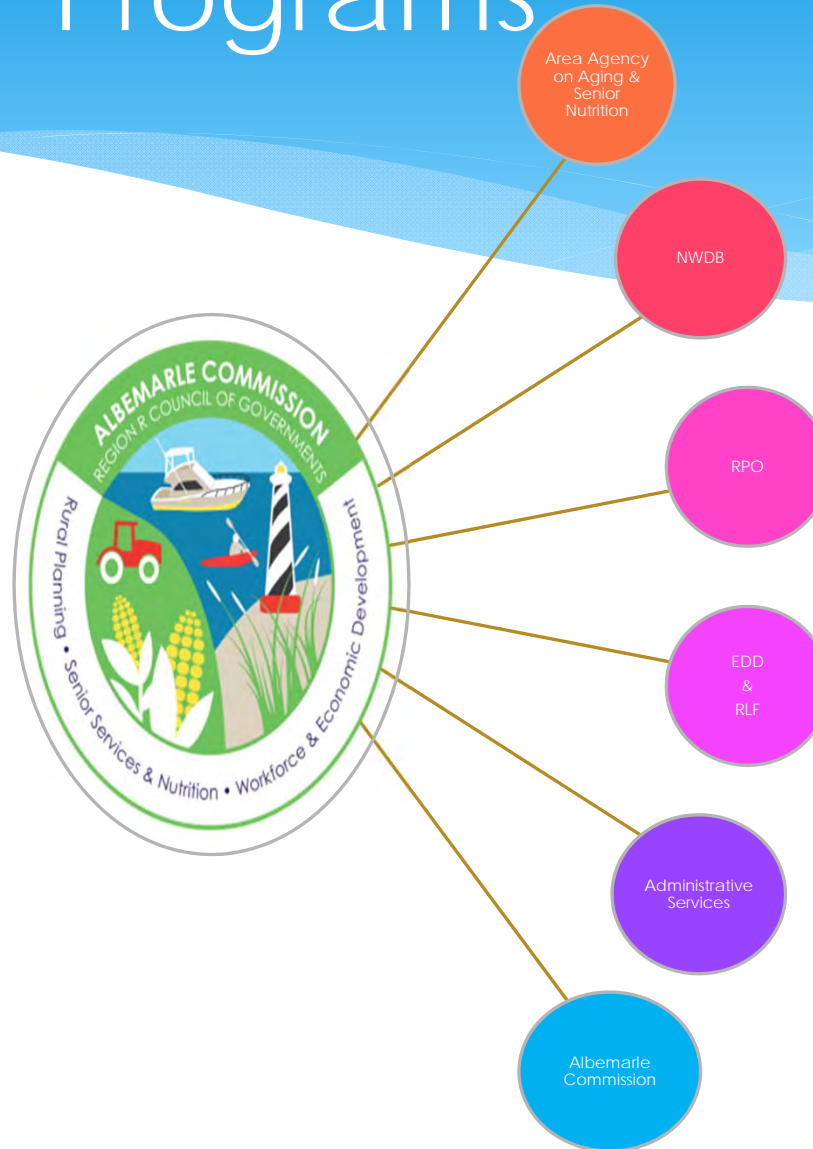 Programs
Area Agency
on Aging &
Senior
Nutrition
NWDB
ALBEMARLE COMMISSION
REGION R COUNCIL OF GOVERNMENTS
Rural Planning • Senior Services & Nutrition • Workforce & Economic Development
RPO
EDD
&
RLF
Administrative
Services
Albemarle
Commission